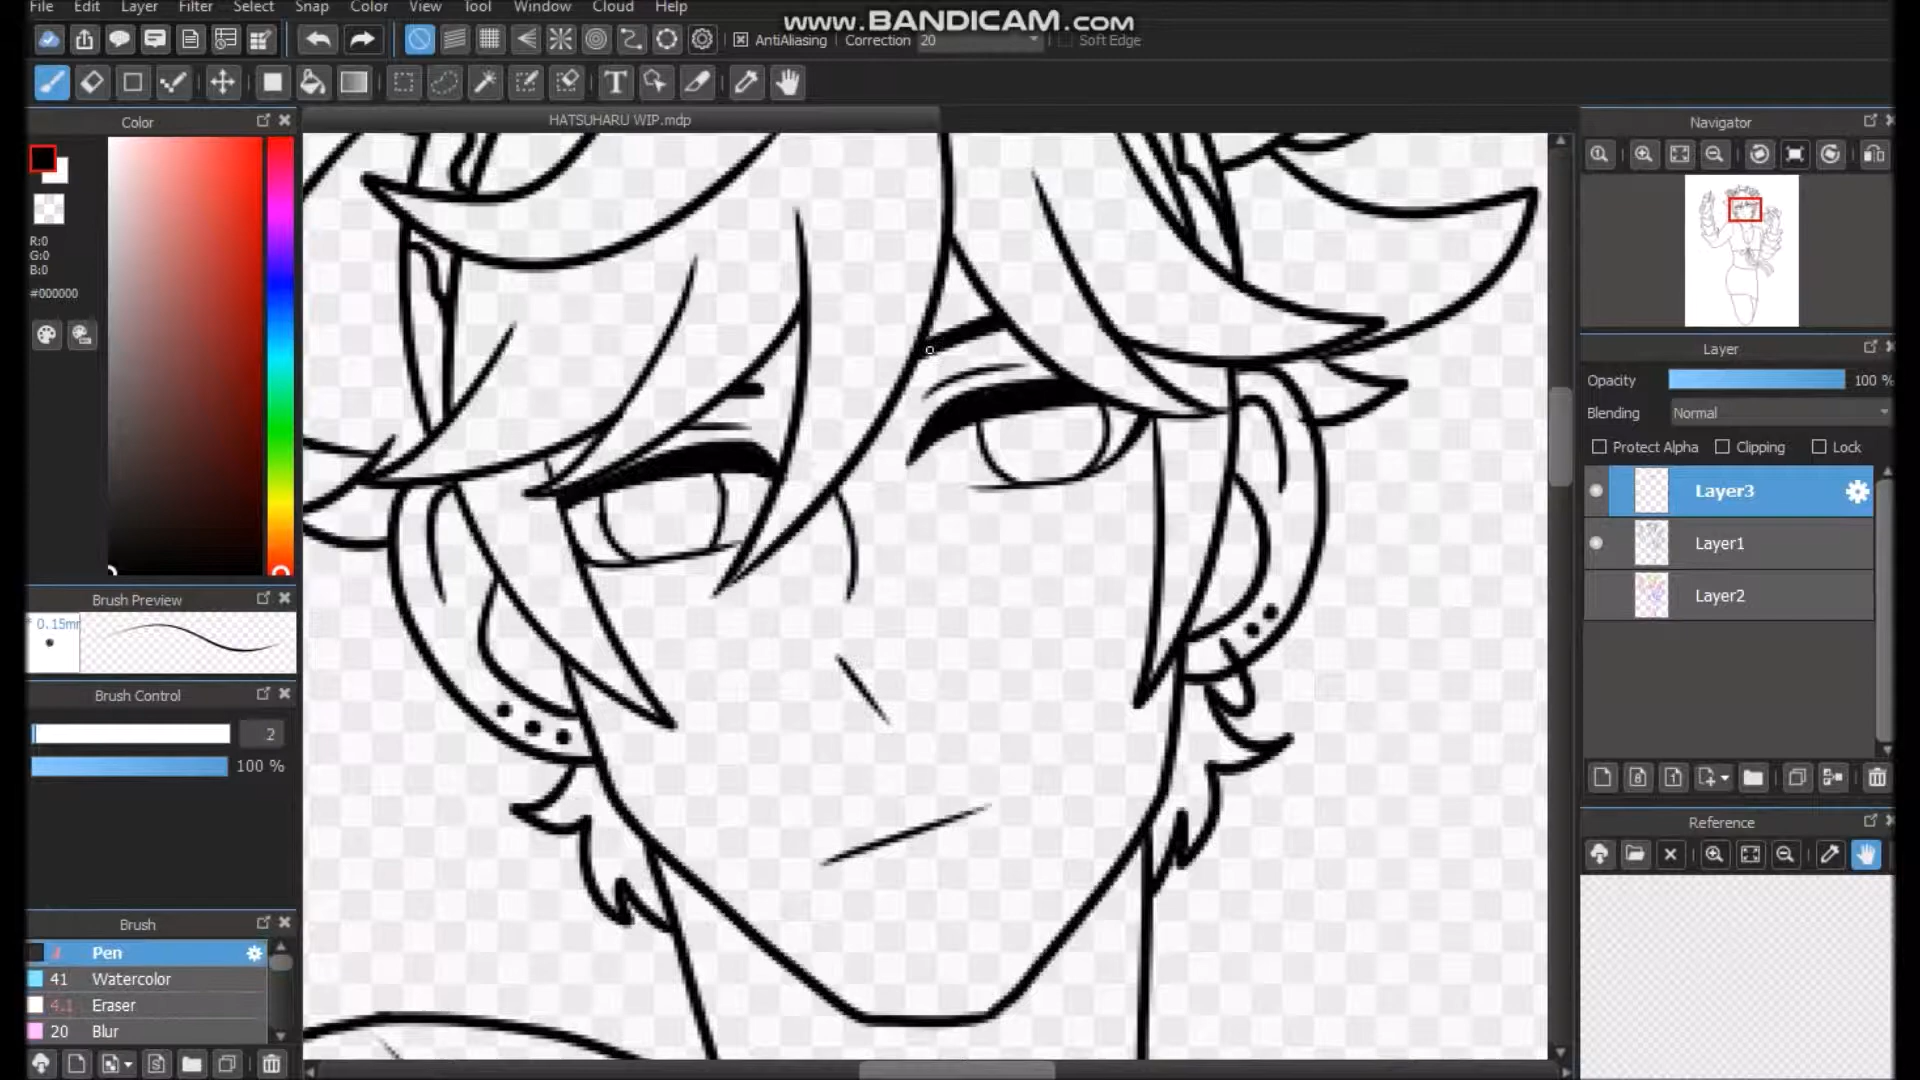 File Edit Layer Filter Select Snap Color View Tool Window Cloud Help
www.BANDICAM.com
AntiAliasing Correction 20 Soft Edge
T
Color
HATSUHARU WIP.mdp
Navigator
R:0
G:0
B:0
#000000
Layer
Opacity 100 %
Blending Normal
Protect Alpha Clipping Lock
Layer3
Layer1
Layer2
Brush Preview
Brush Control
2
100 %
Reference
Brush
Pen
41 Watercolor
4.1 Eraser
20 Blur